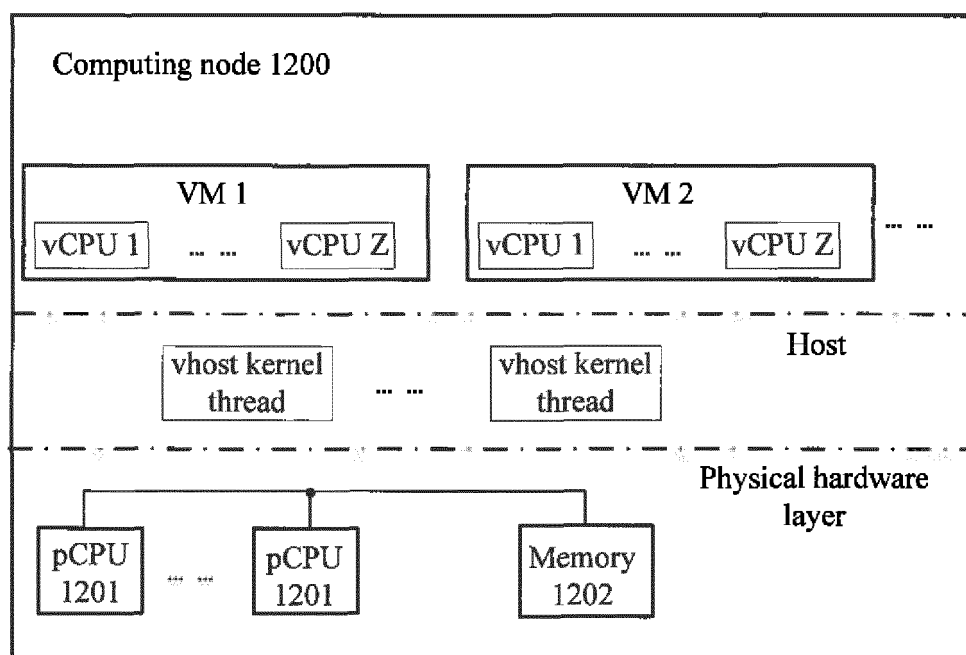 Computing node 1200
VM 1
vCPU 1 ... ... vCPU Z
VM 2
vCPU 1 ... ... vCPU Z
... ...
Host
vhost kernel
thread
... ...
vhost kernel
thread
Physical hardware
layer
pCPU
1201
... ...
pCPU
1201
Memory
1202